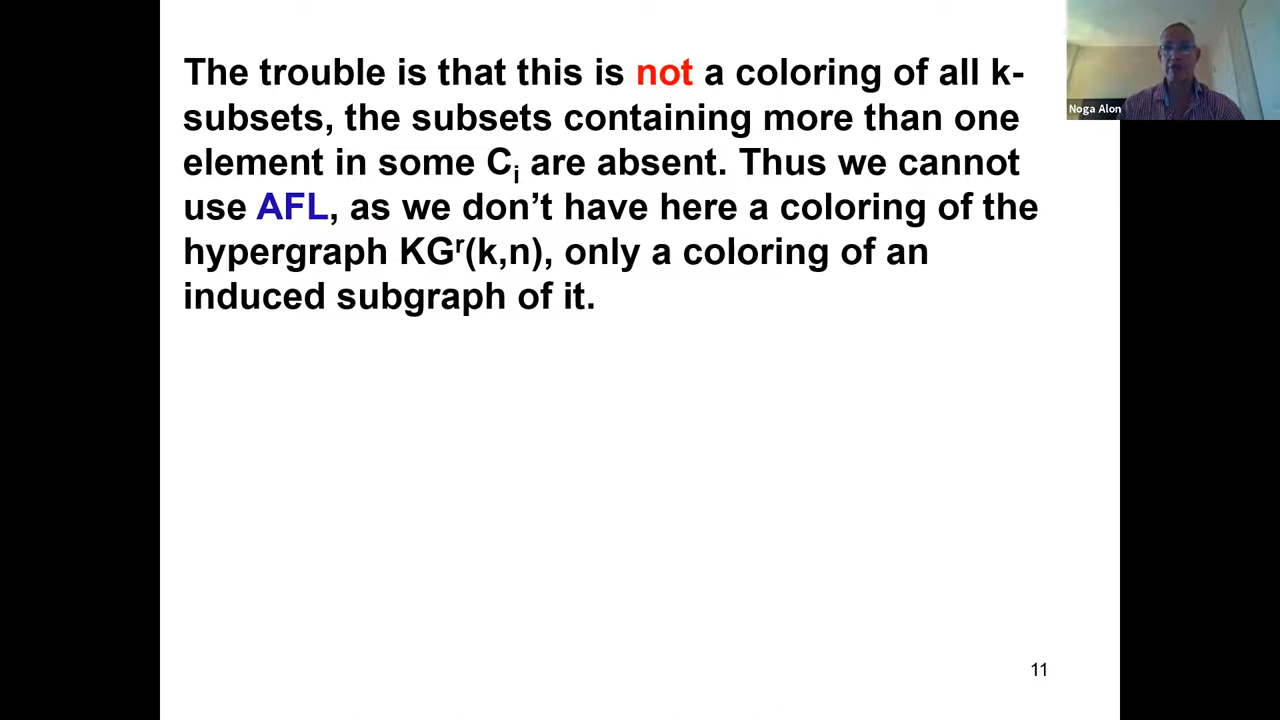 The trouble is that this is not a coloring of all k-
subsets, the subsets containing more than one
element in some Cᵢ are absent. Thus we cannot
use AFL, as we don’t have here a coloring of the
hypergraph KGʳ(k,n), only a coloring of an
induced subgraph of it.
Noga Alon
11